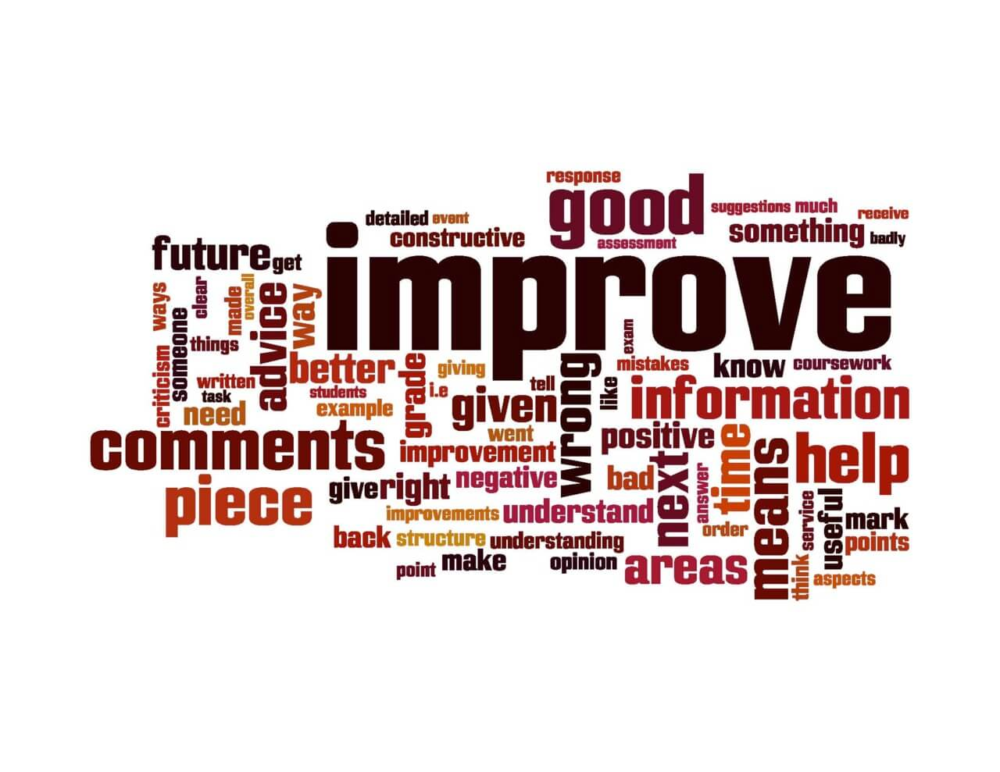 response
good
suggestions
much
receive
detailed
event
constructive
something
badly
assessment
future
get
improve
ways
clear
made
overall
advice
way
someone
things
criticism
written
task
need
better
students
example
grade
giving
i.e
tell
given
went
wrong
exam
like
mistakes
know
coursework
information
comments
improvement
positive
time
means
help
piece
give
right
negative
bad
next
answer
improvements
understand
order
service
useful
mark
points
back
structure
understanding
point
make
opinion
areas
think
aspects